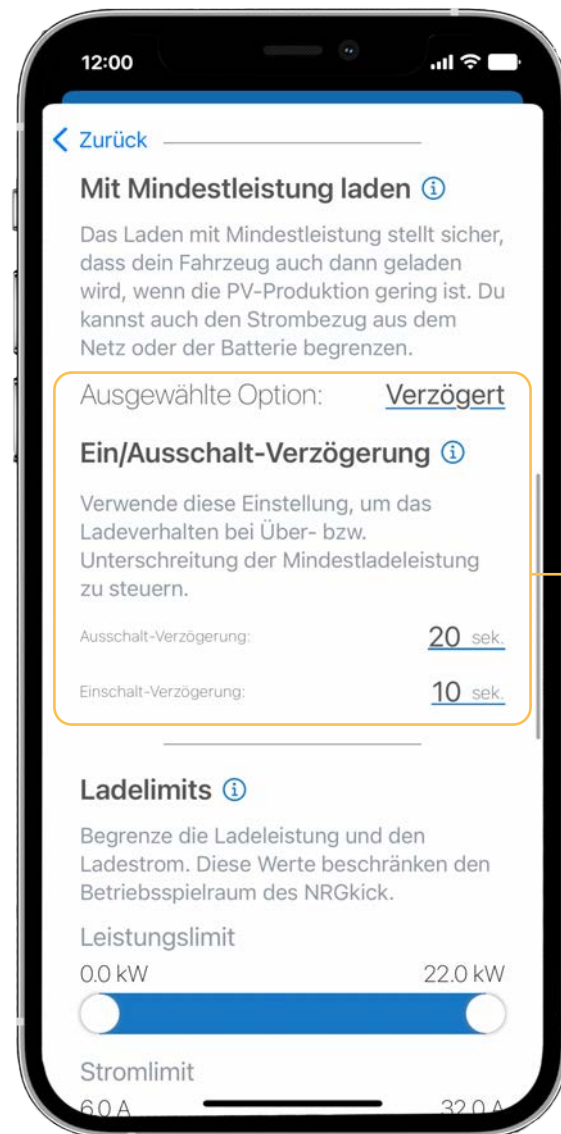 12:00
Zurück
Mit Mindestleistung laden
Das Laden mit Mindestleistung stellt sicher,
dass dein Fahrzeug auch dann geladen
wird, wenn die PV-Produktion gering ist. Du
kannst auch den Strombezug aus dem
Netz oder der Batterie begrenzen.
Ausgewählte Option: Verzögert
Ein/Ausschalt-Verzögerung
Verwende diese Einstellung, um das
Ladeverhalten bei Über- bzw.
Unterschreitung der Mindestladeleistung
zu steuern.
Ausschalt-Verzögerung: 20 sek.
Einschalt-Verzögerung: 10 sek.
Ladelimits
Begrenze die Ladeleistung und den
Ladestrom. Diese Werte beschränken den
Betriebsspielraum des NRGkick.
Leistungslimit
0.0 kW 22.0 kW
Stromlimit
6.0 A 32.0 A